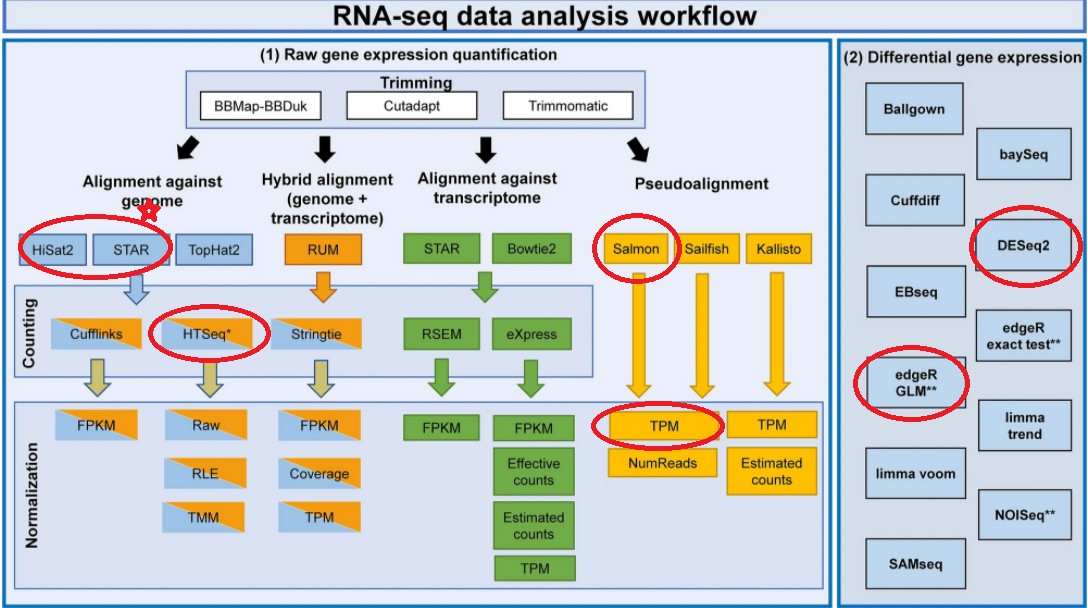 RNA-seq data analysis workflow
(1) Raw gene expression quantification
Trimming
BBMap-BBDuk
Cutadapt
Trimmomatic
Alignment against
genome
Hybrid alignment
(genome +
transcriptome)
Alignment against
transcriptome
Pseudoalignment
HiSat2
STAR
TopHat2
RUM
STAR
Bowtie2
Salmon
Sailfish
Kallisto
Counting
Cufflinks
HTSeq*
Stringtie
RSEM
eXpress
Normalization
FPKM
Raw
FPKM
FPKM
FPKM
TPM
TPM
RLE
Coverage
Effective
counts
NumReads
Estimated
counts
TMM
TPM
Estimated
counts
TPM
(2) Differential gene expression
Ballgown
baySeq
Cuffdiff
DESeq2
EBseq
edgeR
exact test**
edgeR
GLM**
limma
trend
limma voom
NOISeq**
SAMseq